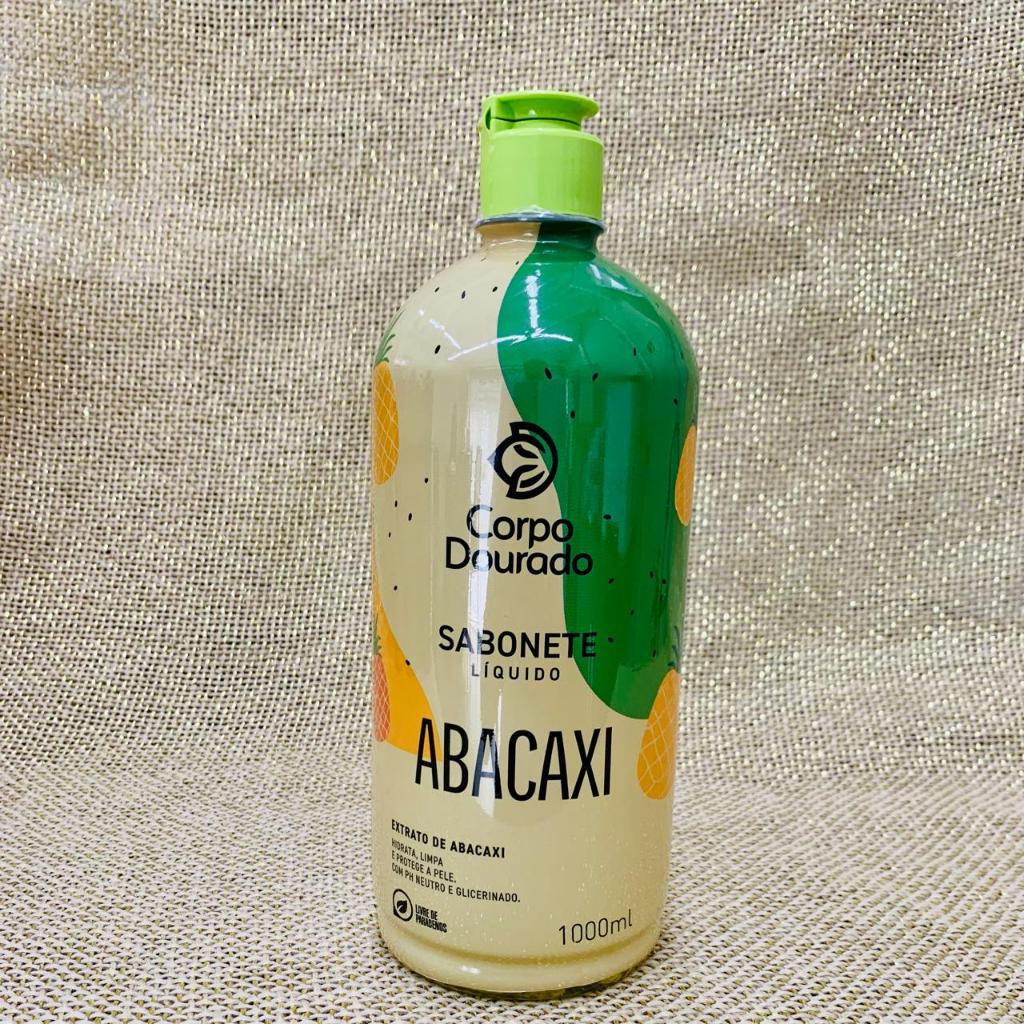 Corpo
Dourado
SABONETE
LÍQUIDO
ABACAXI
EXTRATO DE ABACAXI
HIDRATA, LIMPA
E PROTEGE A PELE.
COM PH NEUTRO E GLICERINADO.
LIVRE DE
PARABENOS
1000ml